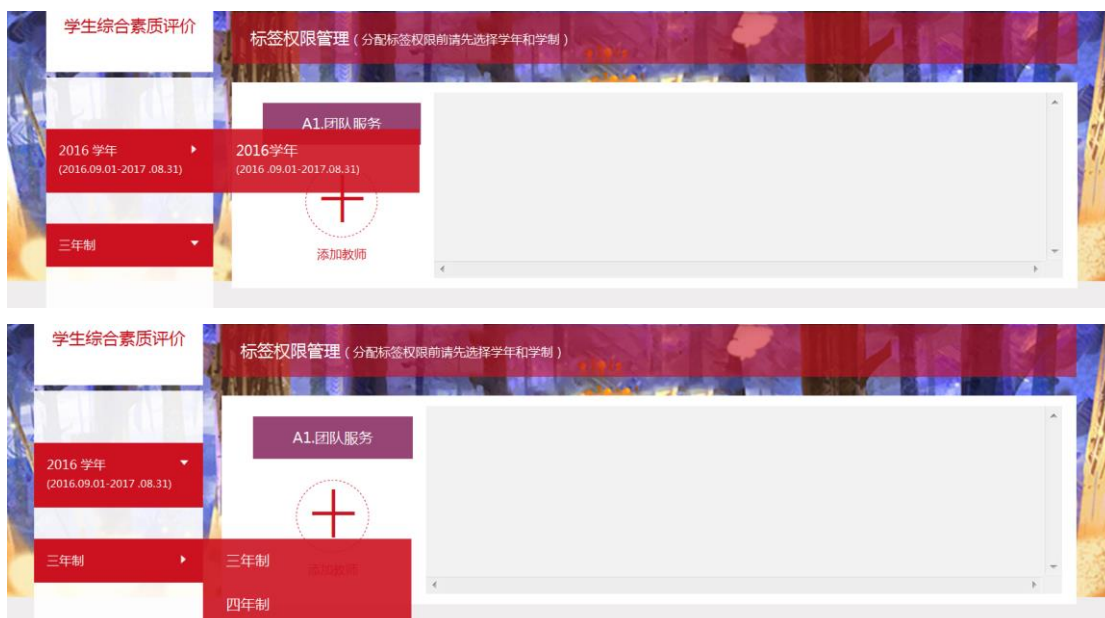 学生综合素质评价
标签权限管理 ( 分配标签权限前请先选择学年和学制 )
A1.团队服务
2016 学年
(2016.09.01-2017 .08.31)
2016学年
(2016 .09.01-2017.08.31)
三年制
添加教师
学生综合素质评价
标签权限管理 ( 分配标签权限前请先选择学年和学制 )
A1.团队服务
2016 学年
(2016.09.01-2017 .08.31)
三年制
三年制
添加教师
四年制